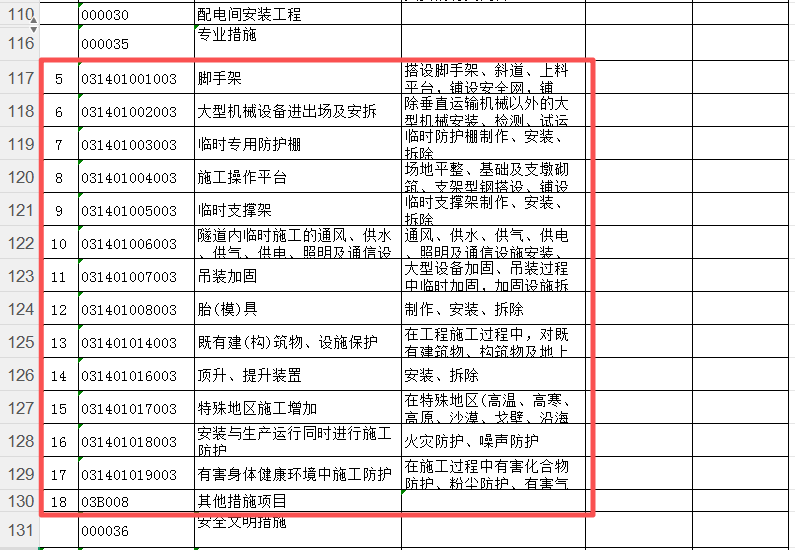 110 000030 配电间安装工程
116 000035 专业措施
117 5 031401001003 脚手架 搭设脚手架、斜道、上料
平台,铺设安全网,铺
118 6 031401002003 大型机械设备进出场及安拆 除垂直运输机械以外的大
型机械安装、检测、试运
119 7 031401003003 临时专用防护棚 临时防护棚制作、安装、
拆除
120 8 031401004003 施工操作平台 场地平整、基础及支墩砌
筑、支架型钢搭设、铺设
121 9 031401005003 临时支撑架 临时支撑架制作、安装、
拆除
122 10 031401006003 隧道内临时施工的通风、供水 通风、供水、供气、供电
、供气、供电、照明及通信设 、照明及通信设施安装、
123 11 031401007003 吊装加固 大型设备加固、吊装过程
中临时加固,加固设施拆
124 12 031401008003 胎(模)具 制作、安装、拆除
125 13 031401014003 既有建(构)筑物、设施保护 在工程施工过程中,对既
有建筑物、构筑物及地上
126 14 031401016003 顶升、提升装置 安装、拆除
127 15 031401017003 特殊地区施工增加 在特殊地区(高温、高寒、
高原、沙漠、戈壁、沿海
128 16 031401018003 安装与生产运行同时进行施工 火灾防护、噪声防护
防护
129 17 031401019003 有害身体健康环境中施工防护 在施工过程中有害化合物
防护、粉尘防护、有害气
130 18 03B008 其他措施项目
131 000036 安全文明措施